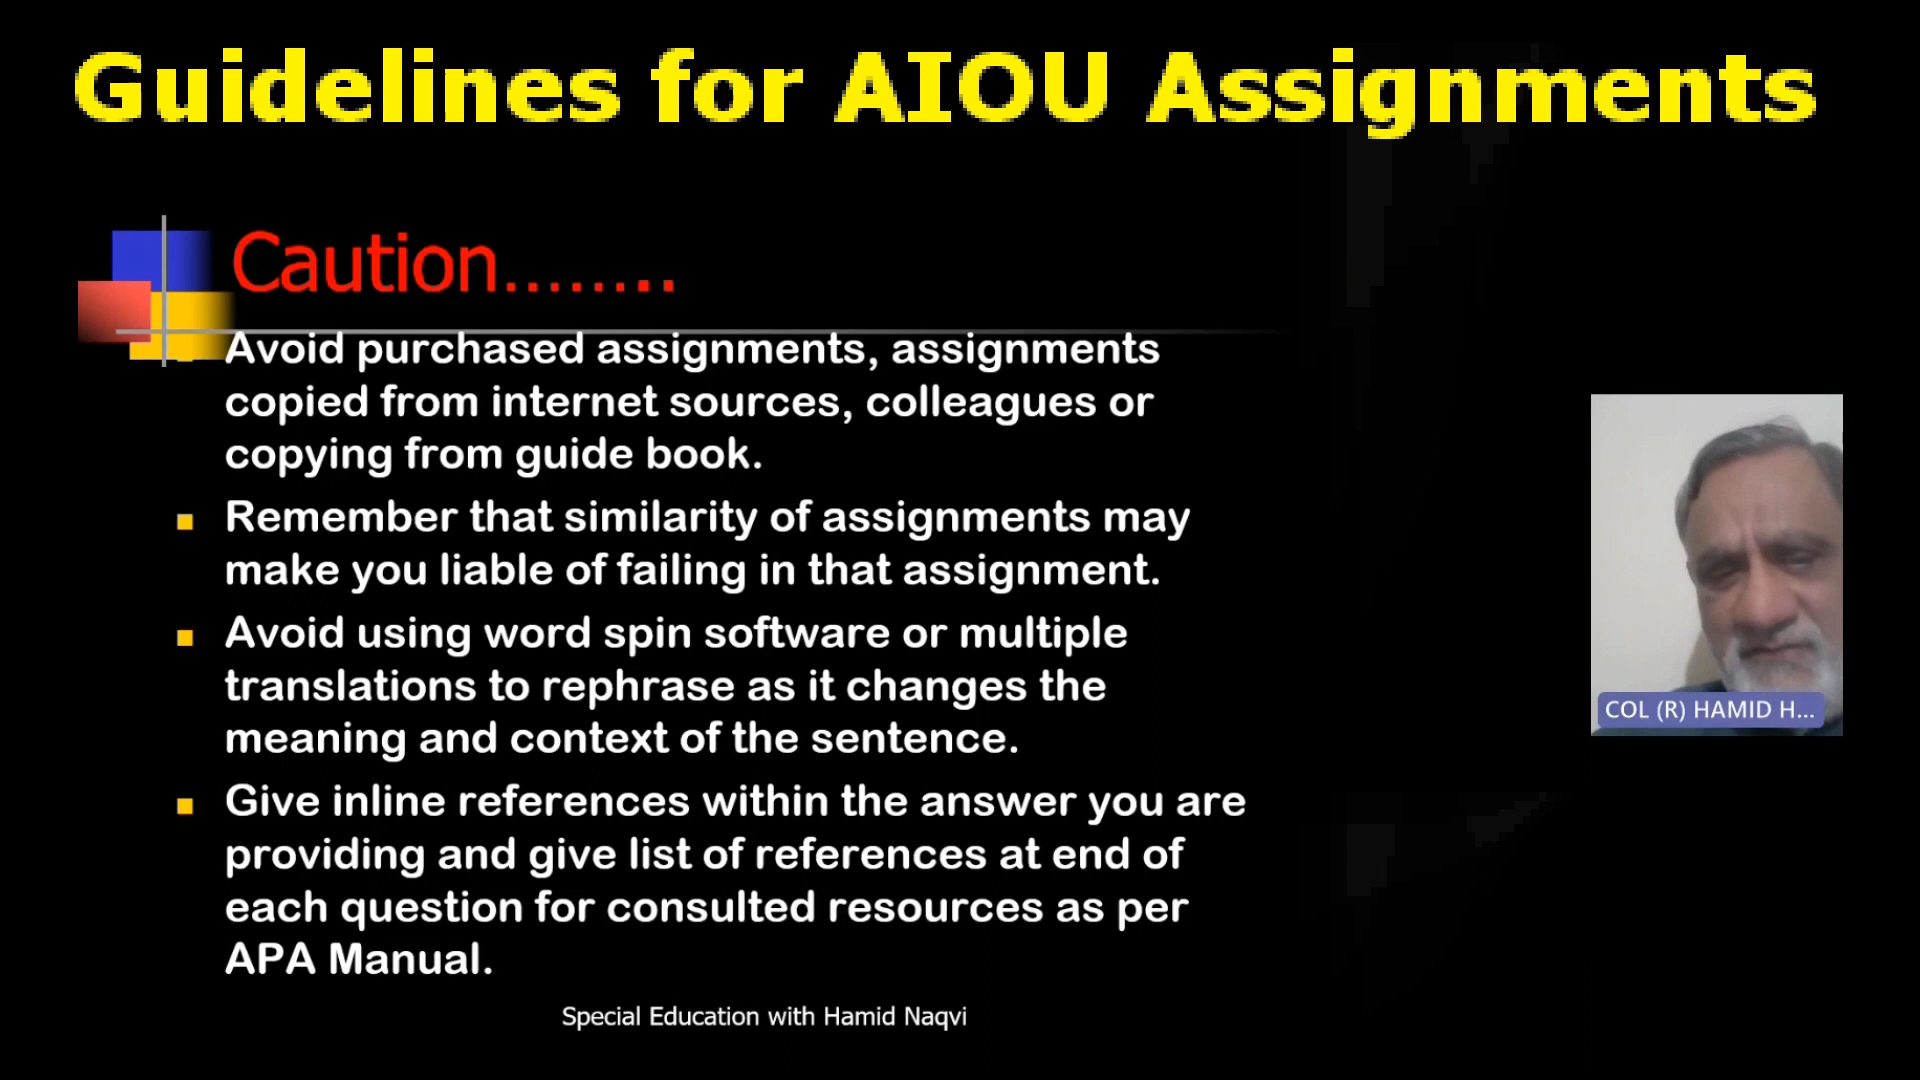 Guidelines for AIOU Assignments
Caution........
Avoid purchased assignments, assignments
copied from internet sources, colleagues or
copying from guide book.
Remember that similarity of assignments may
make you liable of failing in that assignment.
Avoid using word spin software or multiple
translations to rephrase as it changes the
meaning and context of the sentence.
Give inline references within the answer you are
providing and give list of references at end of
each question for consulted resources as per
APA Manual.
COL (R) HAMID H...
Special Education with Hamid Naqvi